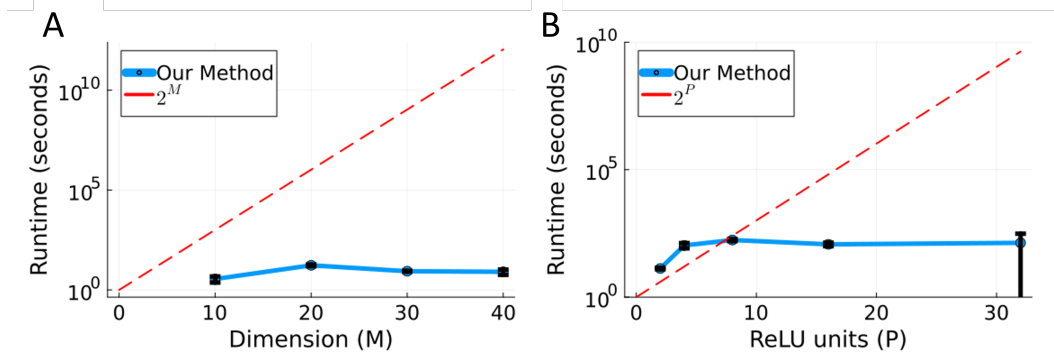 A
Runtime (seconds)
10^10
10^5
10^0
Our Method
2^M
0 10 20 30 40
Dimension (M)
B
Runtime (seconds)
10^10
10^5
10^0
Our Method
2^P
0 10 20 30
ReLU units (P)